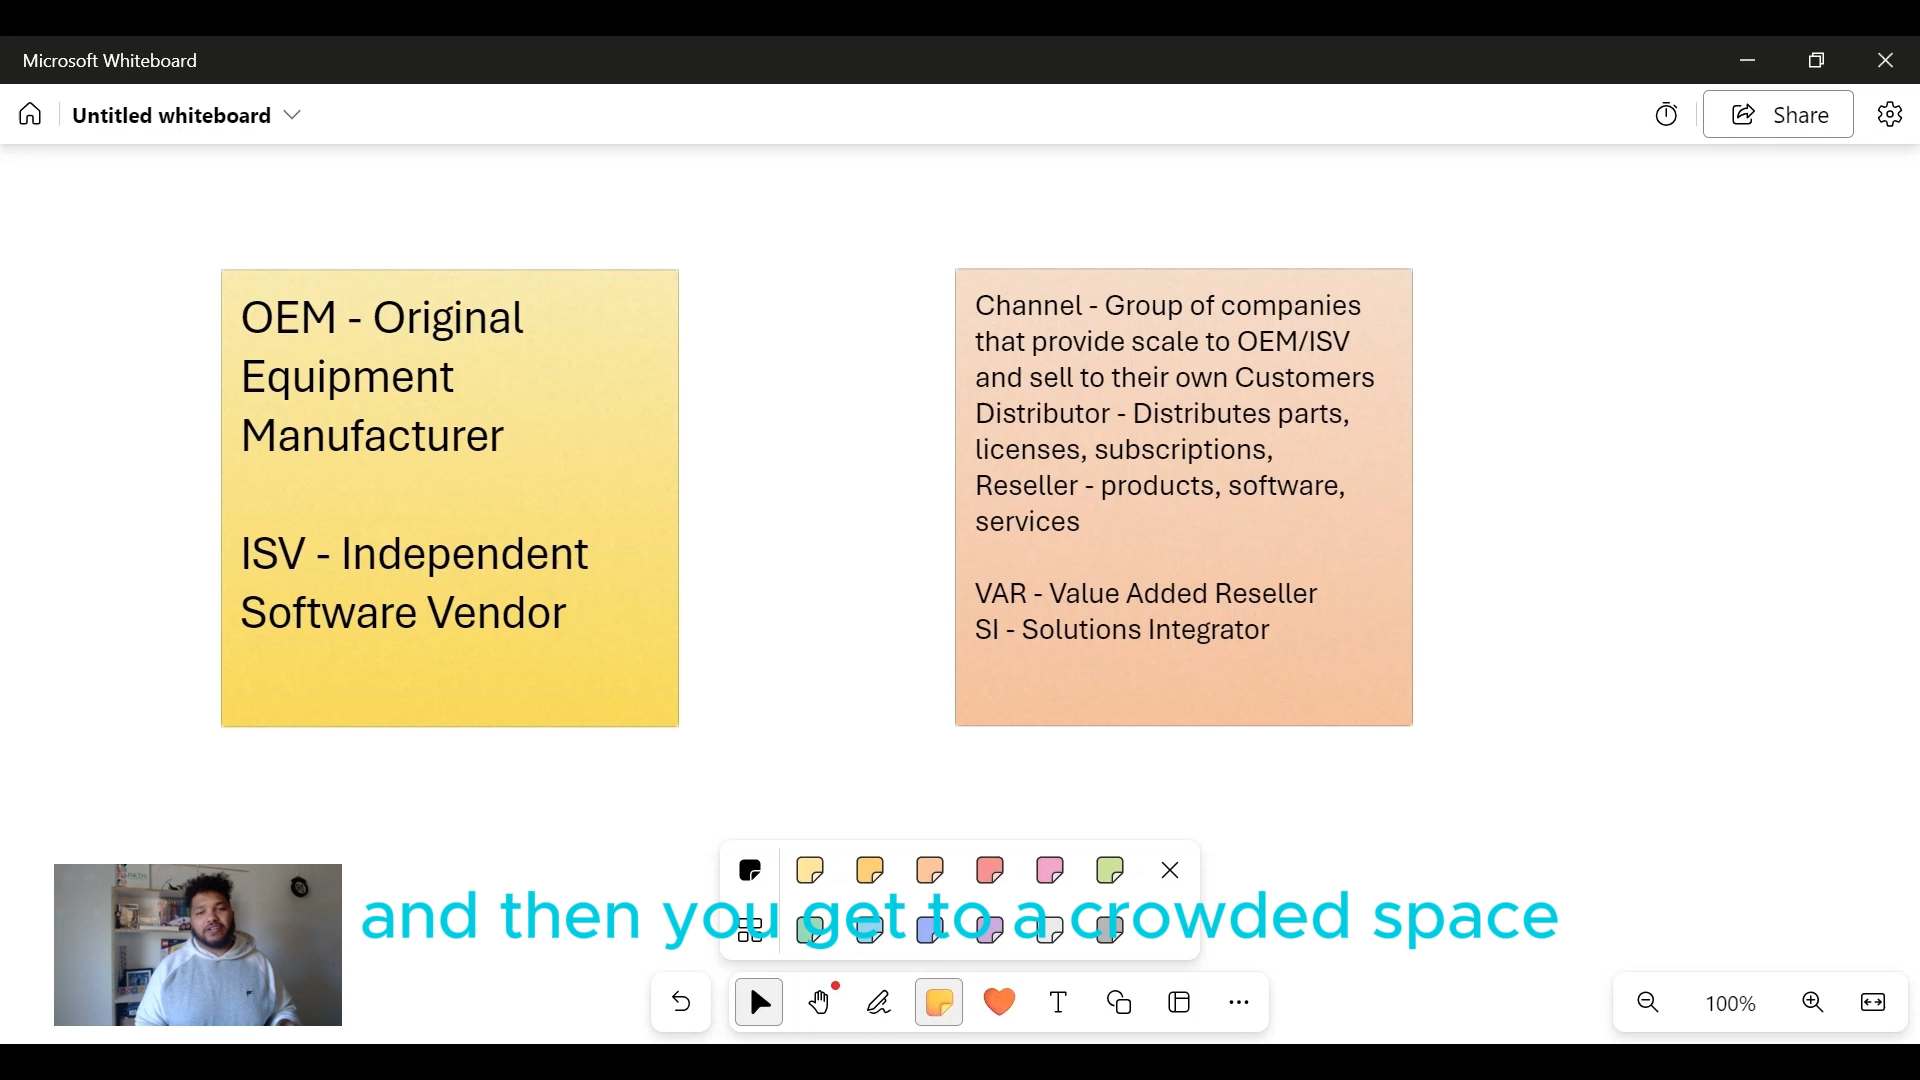 Microsoft Whiteboard
Untitled whiteboard
Share
OEM - Original
Equipment
Manufacturer
ISV - Independent
Software Vendor
Channel - Group of companies
that provide scale to OEM/ISV
and sell to their own Customers
Distributor - Distributes parts,
licenses, subscriptions,
Reseller - products, software,
services
VAR - Value Added Reseller
SI - Solutions Integrator
and then you get to a crowded space
100%